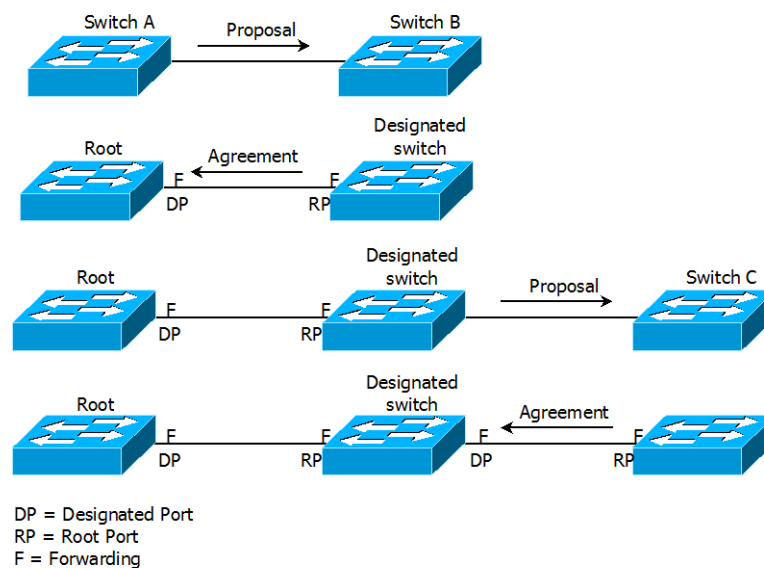 Switch A
Proposal
Switch B
Root
Agreement
Designated
switch
F
F
DP
RP
Root
Designated
switch
Proposal
Switch C
F
F
DP
RP
Root
Designated
switch
Agreement
F
F
F
F
DP
RP
DP
RP
DP = Designated Port
RP = Root Port
F = Forwarding